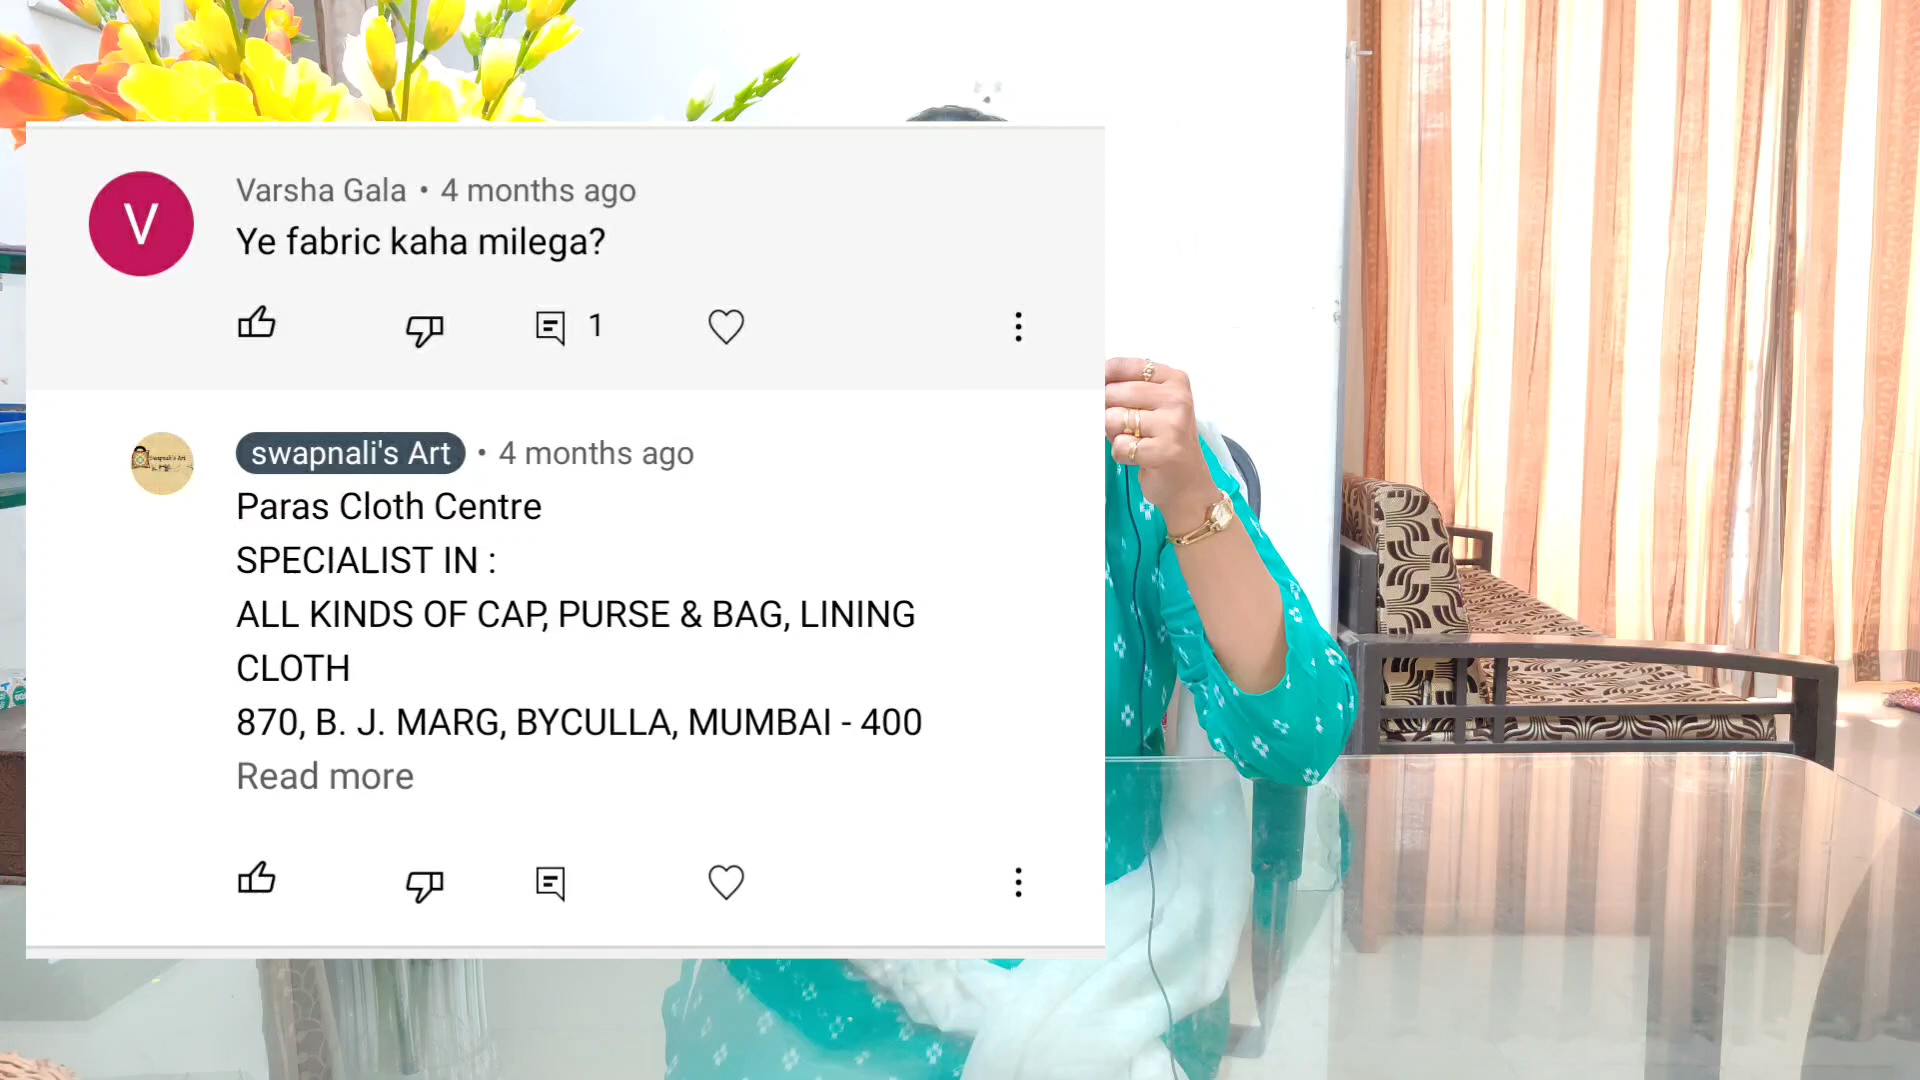 V
Varsha Gala • 4 months ago
Ye fabric kaha milega?
1
swapnali's Art • 4 months ago
Paras Cloth Centre
SPECIALIST IN :
ALL KINDS OF CAP, PURSE & BAG, LINING
CLOTH
870, B. J. MARG, BYCULLA, MUMBAI - 400
Read more